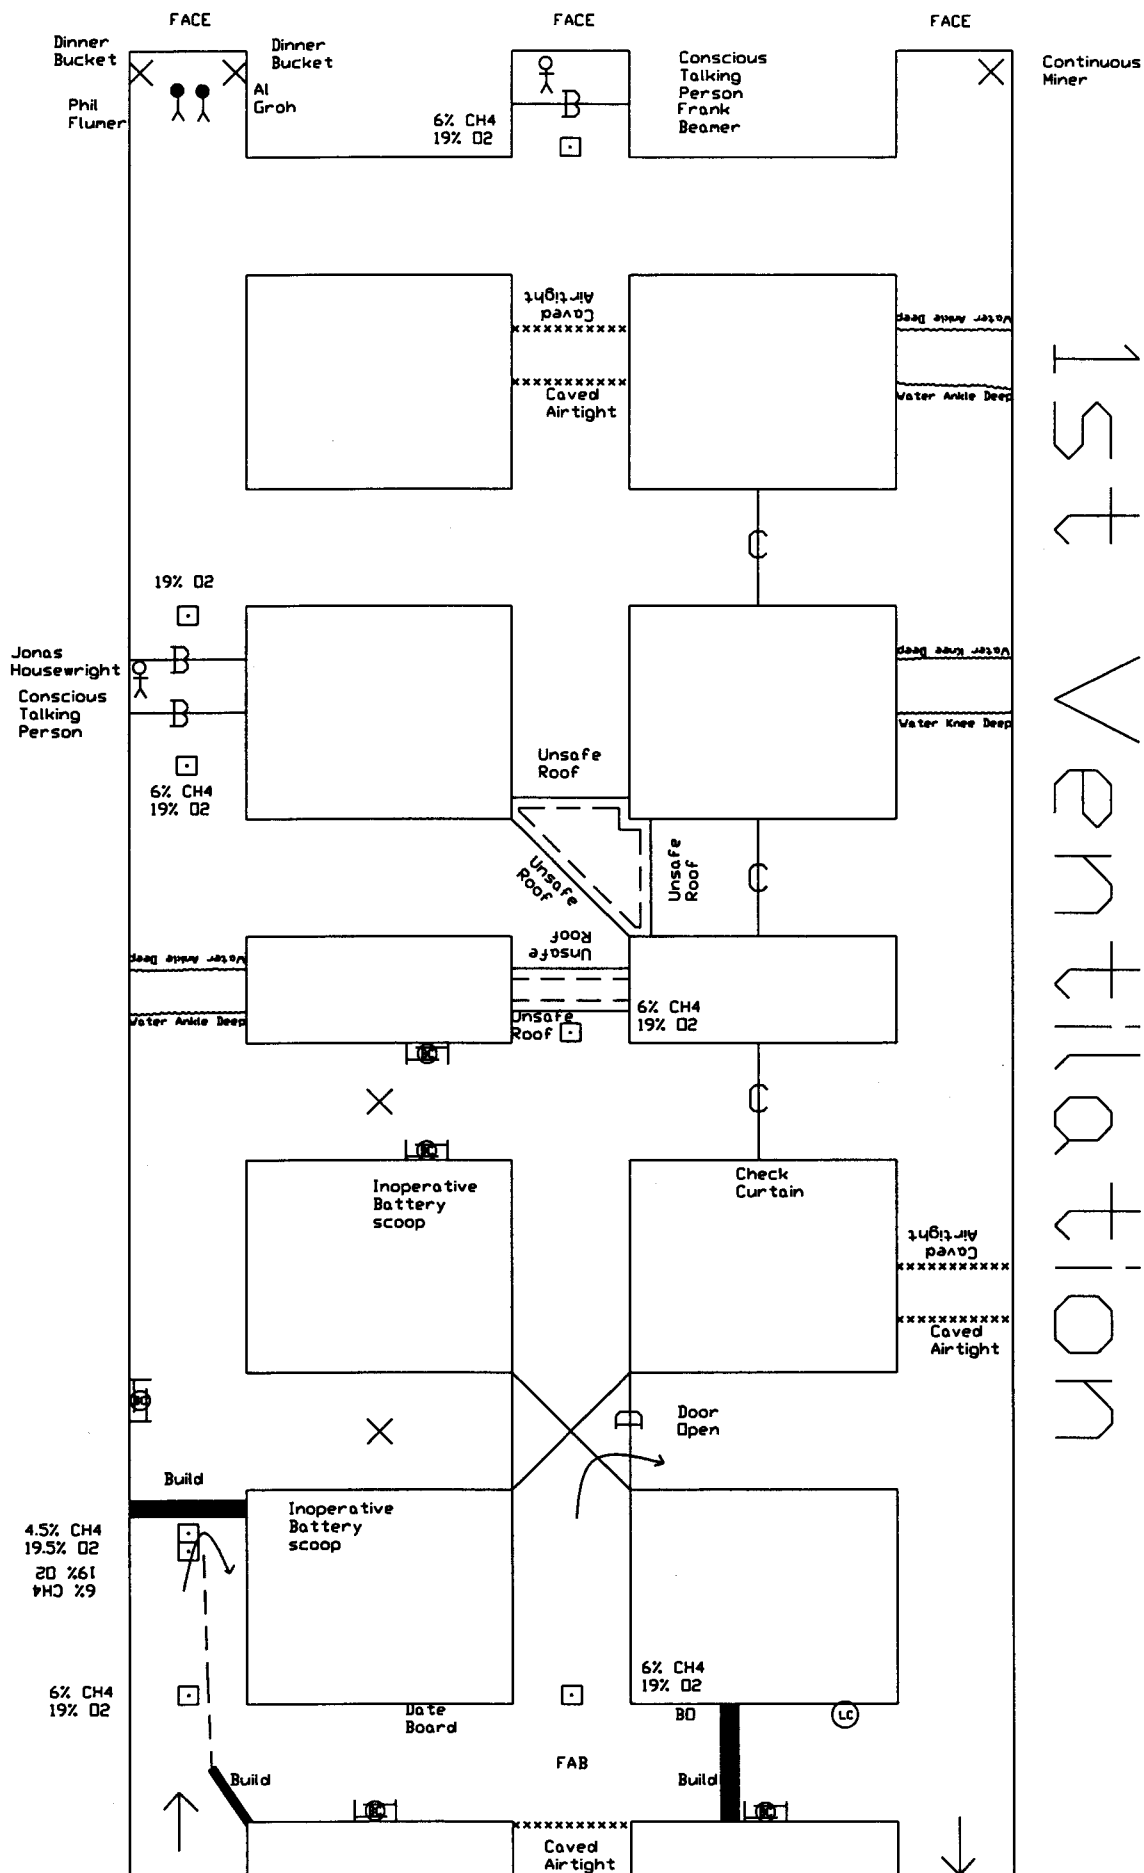 FACE
FACE
FACE
Dinner
Bucket
Dinner
Bucket
Phil
Flumer
Al
Groh
6% CH4
19% O2
B
Conscious
Talking
Person
Frank
Beamer
Continuous
Miner
Caved
Airtight
Caved
Airtight
Water Ankle Deep
Water Ankle Deep
1st Ventilation
C
19% O2
Jonas
Housewright
Conscious
Talking
Person
B
B
6% CH4
19% O2
Water Knee Deep
Water Knee Deep
Unsafe
Roof
Unsafe
Roof
Unsafe
Roof
C
Unsafe
Roof
Water Ankle Deep
Water Ankle Deep
Unsafe
Roof
6% CH4
19% O2
C
Inoperative
Battery
scoop
Check
Curtain
Caved
Airtight
Caved
Airtight
D
Door
Open
Build
Inoperative
Battery
scoop
4.5% CH4
19.5% O2
6% CH4
19% O2
6% CH4
19% O2
6% CH4
19% O2
Date
Board
BO
LC
FAB
Build
Build
Caved
Airtight